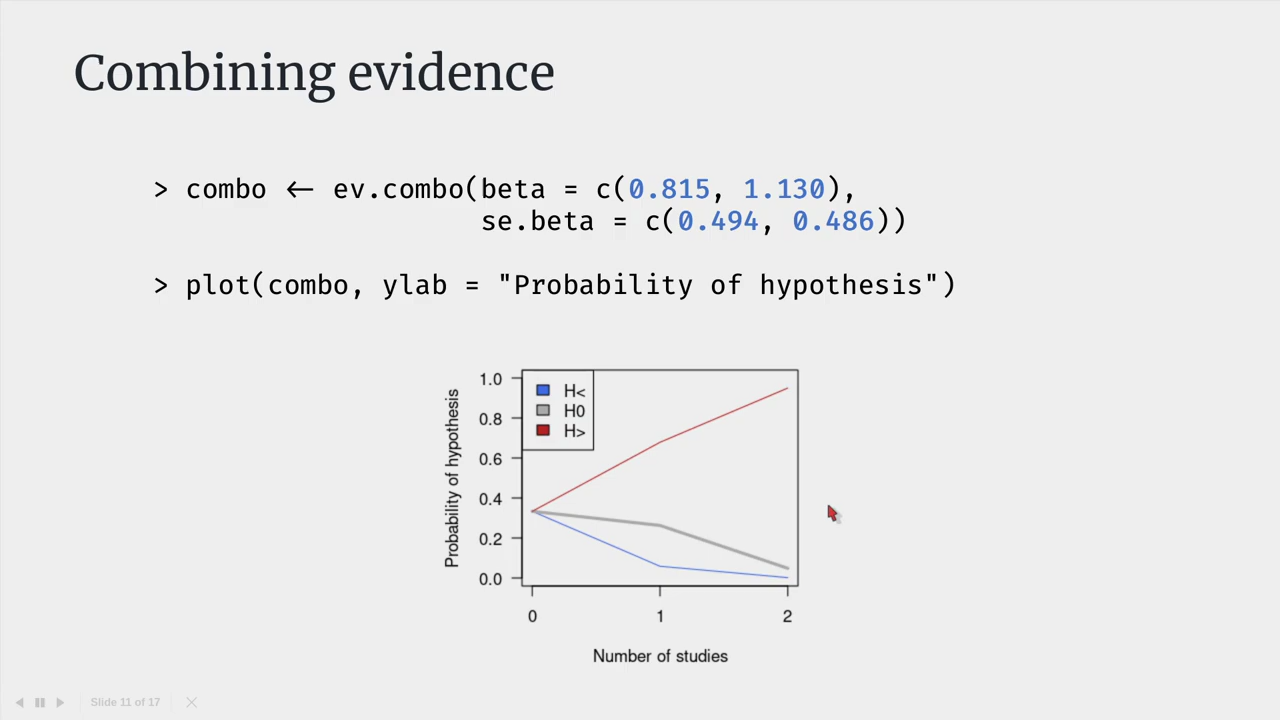 Combining evidence
> combo ← ev.combo(beta = c(0.815, 1.130),
se.beta = c(0.494, 0.486))
> plot(combo, ylab = "Probability of hypothesis")
Probability of hypothesis
1.0
0.8
0.6
0.4
0.2
0.0
H<
H0
H>
0 1 2
Number of studies
Slide 11 of 17